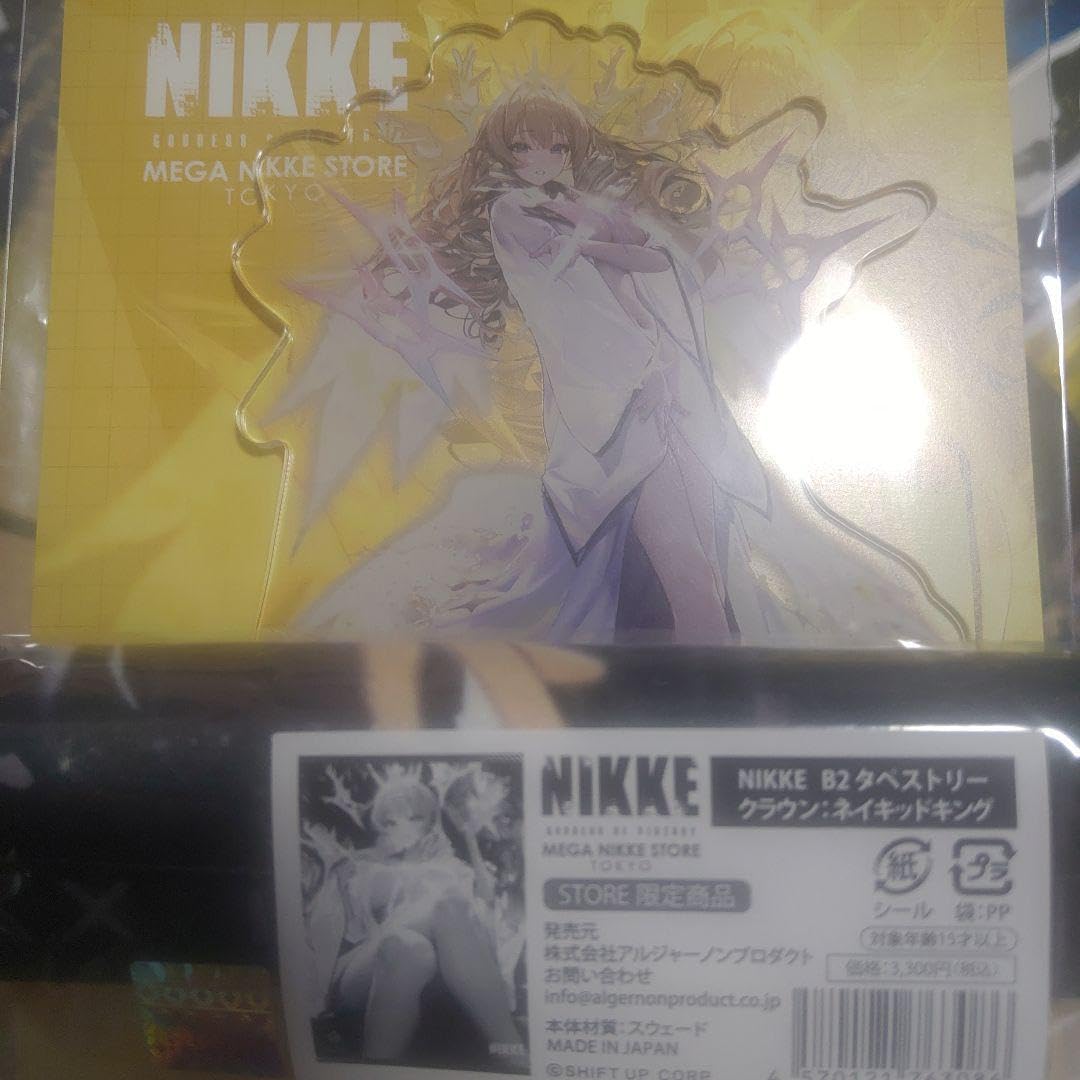 NIKKE
MEGA NIKKE STORE
TOKYO
NIKKE
GODDESS OF VICTORY
MEGA NIKKE STORE
TOKYO
NIKKE B2タペストリー
クラウン:ネイキッドキング
STORE 限定商品
紙
プラ
シール 袋:PP
対象年齢15才以上
価格:3,300円(税込)
発売元
株式会社アルジャーノンプロダクト
お問い合わせ
info@algernonproduct.co.jp
本体材質:スウェード
MADE IN JAPAN
©SHIFT UP CORP